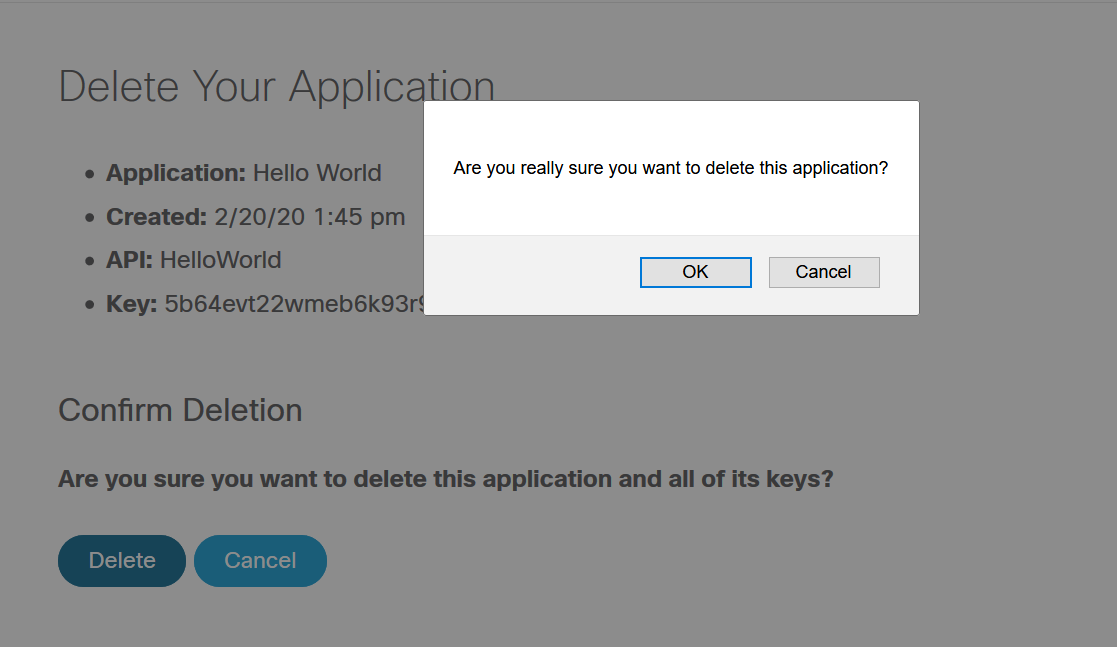 Delete Your Application
Application: Hello World
Created: 2/20/20 1:45 pm
API: HelloWorld
Key: 5b64evt22wmeb6k93r9
Are you really sure you want to delete this application?
OK
Cancel
Confirm Deletion
Are you sure you want to delete this application and all of its keys?
Delete
Cancel